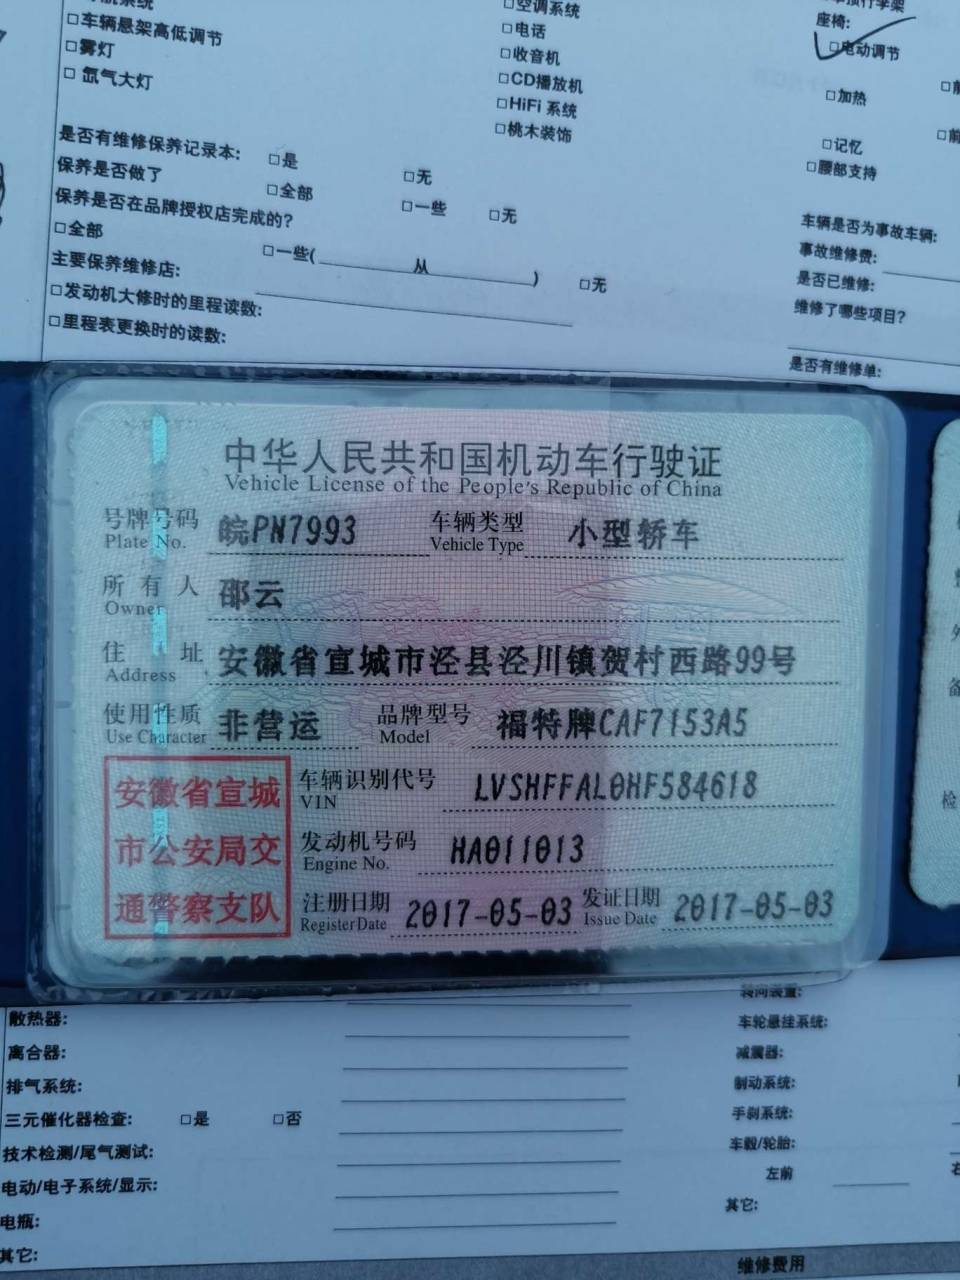 □空调系统
□车辆悬架高低调节
□电话
座椅:
□雾灯
□收音机
□电动调节
□氙气大灯
□CD播放机
□加热
□HiFi 系统
□桃木装饰
是否有维修保养记录本: □是 □无
□记忆
保养是否做了 □全部 □一些 □无
□腰部支持
保养是否在品牌授权店完成的?
□全部 □一些( 从 ) □无
车辆是否为事故车辆:
主要保养维修店:
事故维修费:
□发动机大修时的里程读数:
是否已维修:
□里程表更换时的读数:
维修了哪些项目?
是否有维修单:
中华人民共和国机动车行驶证
Vehicle License of the People's Republic of China
号牌号码 皖PN7993 车辆类型 小型轿车
Plate No. Vehicle Type
所有人 邵云
Owner
住址 安徽省宣城市泾县泾川镇贺村西路99号
Address
使用性质 非营运 品牌型号 福特牌CAF7153A5
Use Character Model
安徽省宣城
市公安局交
通警察支队
车辆识别代号 LVSHFFAL0HF584618
VIN
发动机号码 HA011013
Engine No.
注册日期 2017-05-03 发证日期 2017-05-03
Register Date Issue Date
散热器:
离合器:
排气系统:
三元催化器检查: □是 □否
技术检测/尾气测试:
电动/电子系统/显示:
电瓶:
其它:
转向装置:
车轮悬挂系统:
减震器:
制动系统:
手刹系统:
车毂/轮胎:
左前
其它:
维修费用